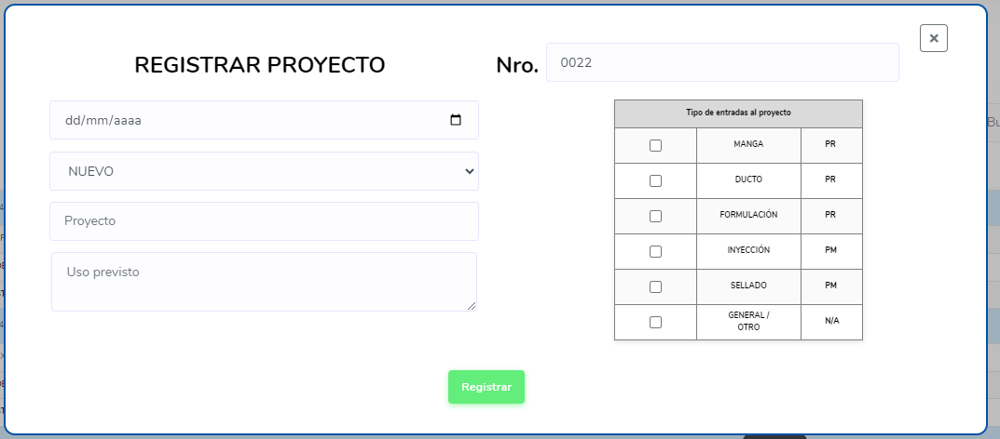 REGISTRAR PROYECTO
Nro. 0022
×
dd/mm/aaaa
NUEVO
Proyecto
Uso previsto
Tipo de entradas al proyecto
MANGA PR
DUCTO PR
FORMULACIÓN PR
INYECCIÓN PM
SELLADO PM
GENERAL /
OTRO N/A
Registrar
Bu